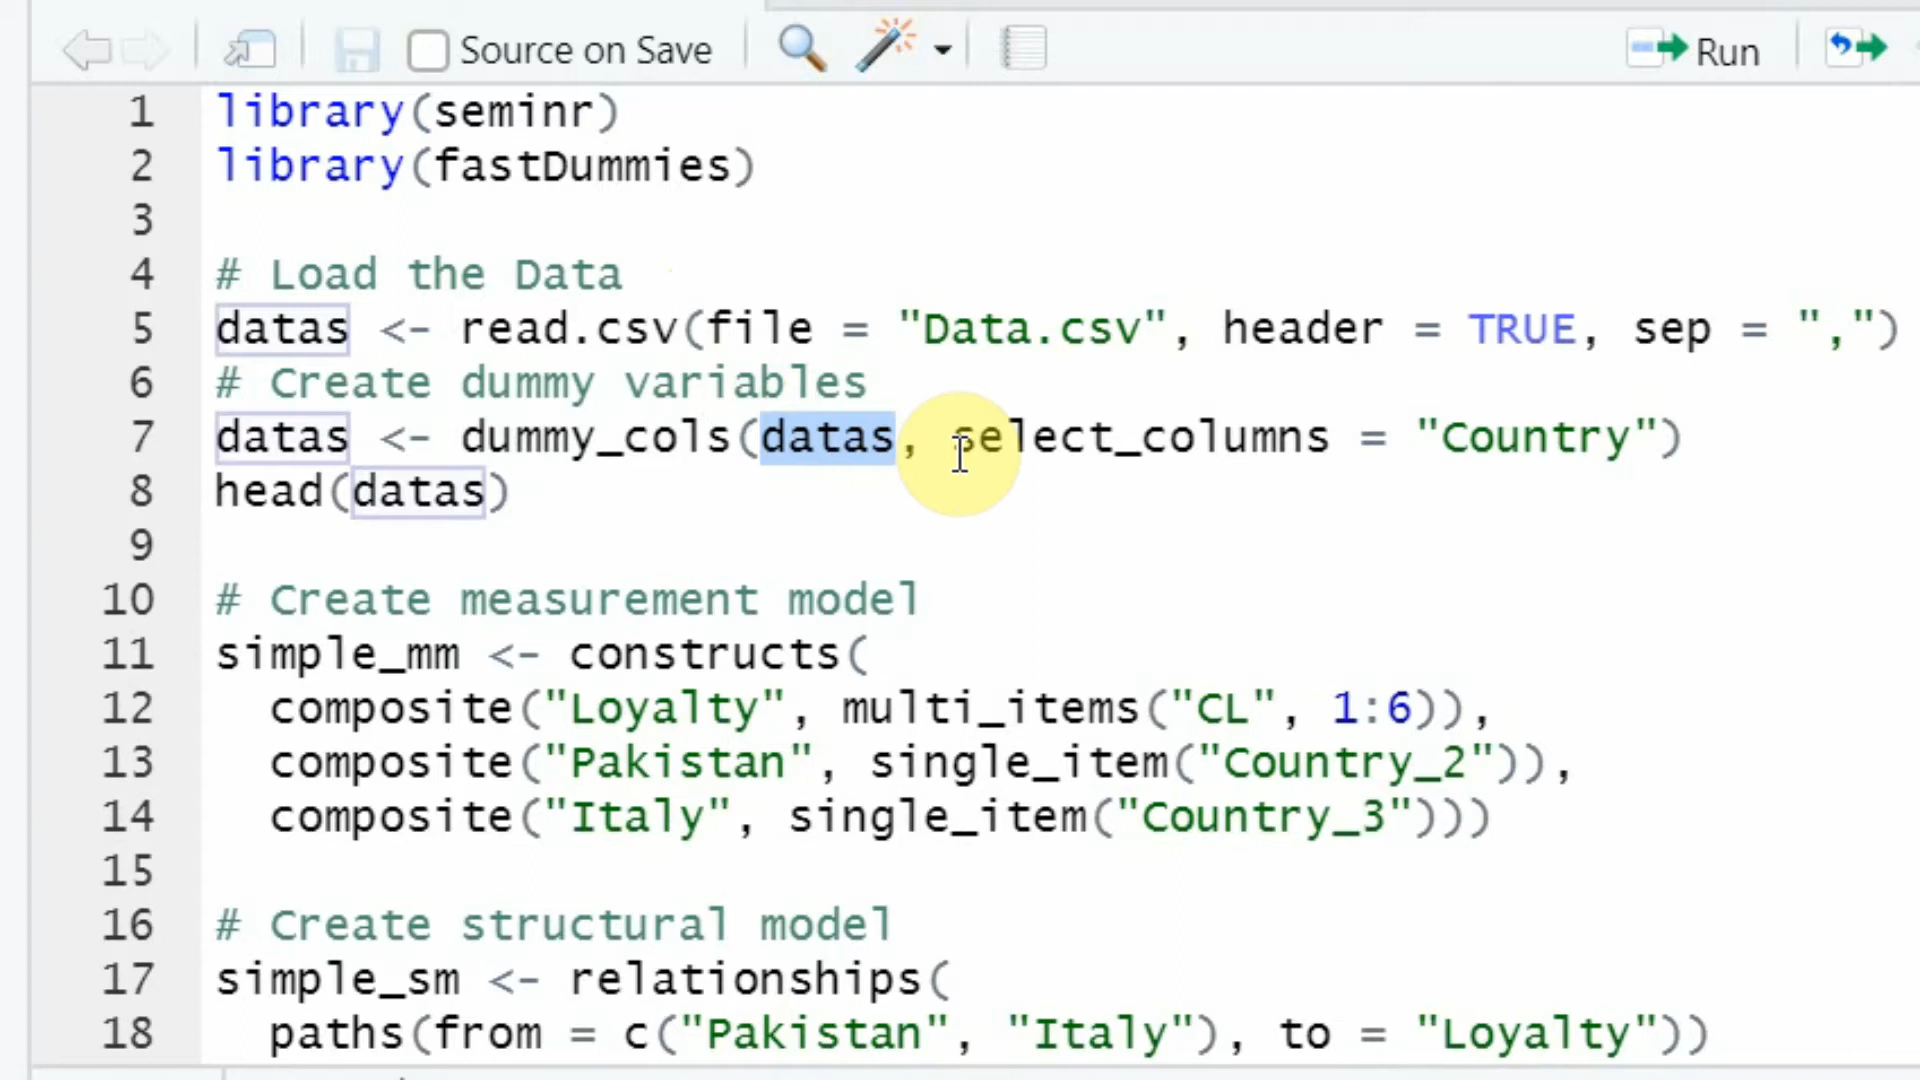 Source on Save Run
1 library(seminr)
2 library(fastDummies)
3
4 # Load the Data
5 datas <- read.csv(file = "Data.csv", header = TRUE, sep = ",")
6 # Create dummy variables
7 datas <- dummy_cols(datas, select_columns = "Country")
8 head(datas)
9
10 # Create measurement model
11 simple_mm <- constructs(
12 composite("Loyalty", multi_items("CL", 1:6)),
13 composite("Pakistan", single_item("Country_2")),
14 composite("Italy", single_item("Country_3")))
15
16 # Create structural model
17 simple_sm <- relationships(
18 paths(from = c("Pakistan", "Italy"), to = "Loyalty"))